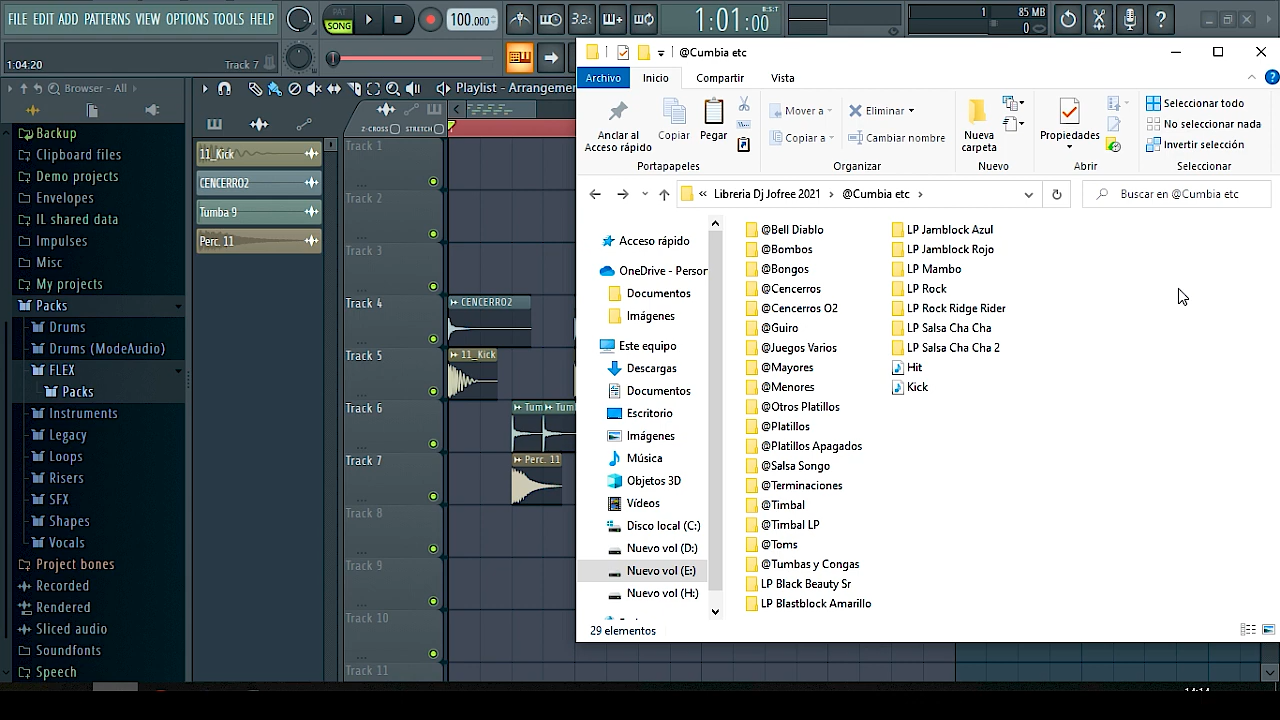 FILE EDIT ADD PATTERNS VIEW OPTIONS TOOLS HELP
PAT
SONG
100.000
3.2
1:01:00
B:S:T
1
85 MB
0
1:04:20
Track 7
Browser - All
Playlist - Arrangemen
Z-CROSS
STRETCH
Backup
Clipboard files
Demo projects
Envelopes
IL shared data
Impulses
Misc
My projects
Packs
Drums
Drums (ModeAudio)
FLEX
Packs
Instruments
Legacy
Loops
Risers
SFX
Shapes
Vocals
Project bones
Recorded
Rendered
Sliced audio
Soundfonts
Speech
11_Kick
CENCERRO2
Tumba 9
Perc. 11
Track 1
Track 2
Track 3
Track 4
Track 5
Track 6
Track 7
Track 8
Track 9
Track 10
Track 11
CENCERRO2
11_Kick
Tum
Tum
Perc. 11
@Cumbia etc
Archivo
Inicio
Compartir
Vista
Anclar al
Acceso rápido
Copiar
Pegar
Portapapeles
Mover a
Copiar a
Eliminar
Cambiar nombre
Organizar
Nueva
carpeta
Nuevo
Propiedades
Abrir
Seleccionar todo
No seleccionar nada
Invertir selección
Seleccionar
« Libreria Dj Jofree 2021 › @Cumbia etc ›
Buscar en @Cumbia etc
Acceso rápido
OneDrive - Person
Documentos
Imágenes
Este equipo
Descargas
Documentos
Escritorio
Imágenes
Música
Objetos 3D
Vídeos
Disco local (C:)
Nuevo vol (D:)
Nuevo vol (E:)
Nuevo vol (H:)
@Bell Diablo
@Bombos
@Bongos
@Cencerros
@Cencerros O2
@Guiro
@Juegos Varios
@Mayores
@Menores
@Otros Platillos
@Platillos
@Platillos Apagados
@Salsa Songo
@Terminaciones
@Timbal
@Timbal LP
@Toms
@Tumbas y Congas
LP Black Beauty Sr
LP Blastblock Amarillo
LP Jamblock Azul
LP Jamblock Rojo
LP Mambo
LP Rock
LP Rock Ridge Rider
LP Salsa Cha Cha
LP Salsa Cha Cha 2
Hit
Kick
29 elementos